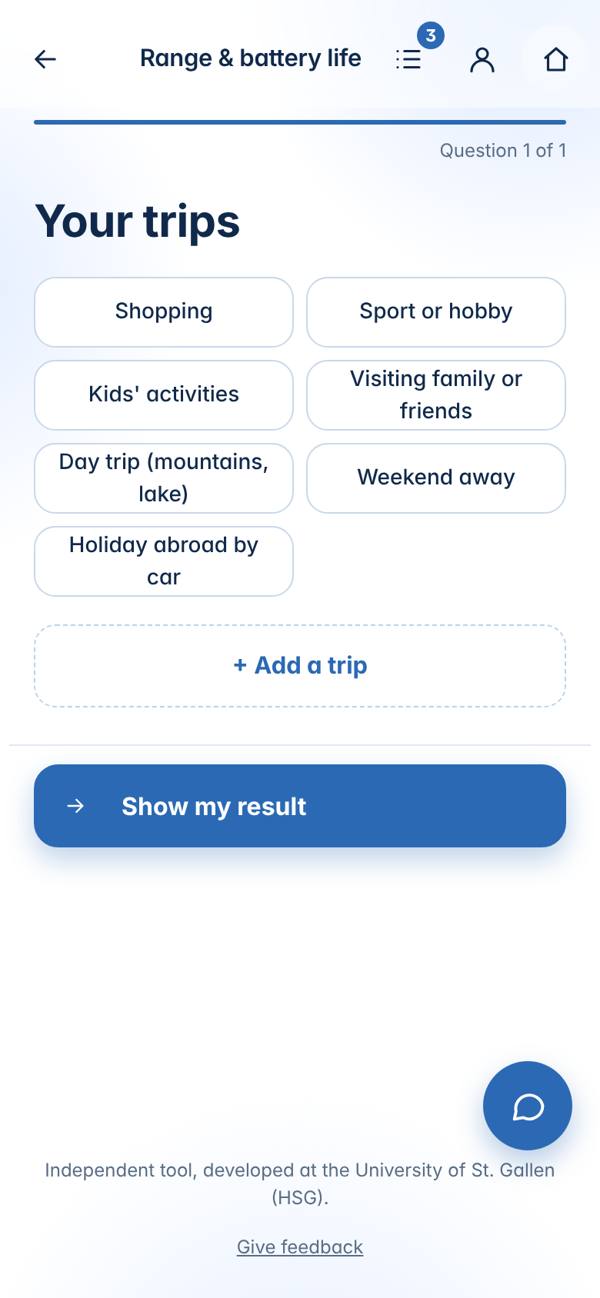 Range & battery life
3
Question 1 of 1
Your trips
Shopping
Sport or hobby
Kids' activities
Visiting family or
friends
Day trip (mountains,
lake)
Weekend away
Holiday abroad by
car
+ Add a trip
→ Show my result
Independent tool, developed at the University of St. Gallen
(HSG).
Give feedback